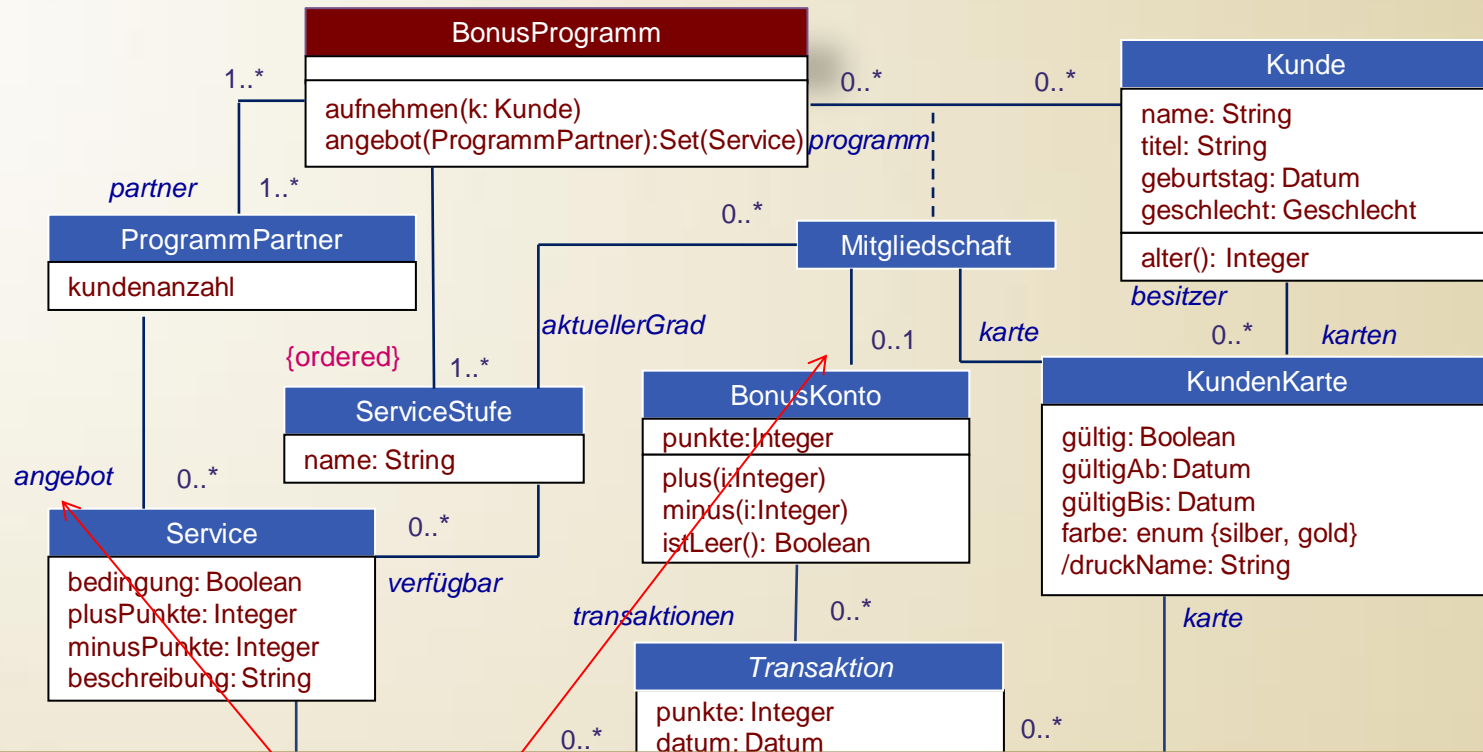 BonusProgramm
aufnehmen(k: Kunde)
angebot(ProgrammPartner):Set(Service)
1..*
partner
1..*
ProgrammPartner
kundenanzahl
0..*
0..*
programm
Kunde
name: String
titel: String
geburtstag: Datum
geschlecht: Geschlecht
alter(): Integer
0..*
Mitgliedschaft
aktuellerGrad
0..1
karte
besitzer
0..*
karten
{ordered}
1..*
ServiceStufe
name: String
BonusKonto
punkte:Integer
plus(i:Integer)
minus(i:Integer)
istLeer(): Boolean
KundenKarte
gültig: Boolean
gültigAb: Datum
gültigBis: Datum
farbe: enum {silber, gold}
/druckName: String
angebot
0..*
Service
bedingung: Boolean
plusPunkte: Integer
minusPunkte: Integer
beschreibung: String
0..*
verfügbar
transaktionen
0..*
karte
Transaktion
punkte: Integer
datum: Datum
0..*
0..*